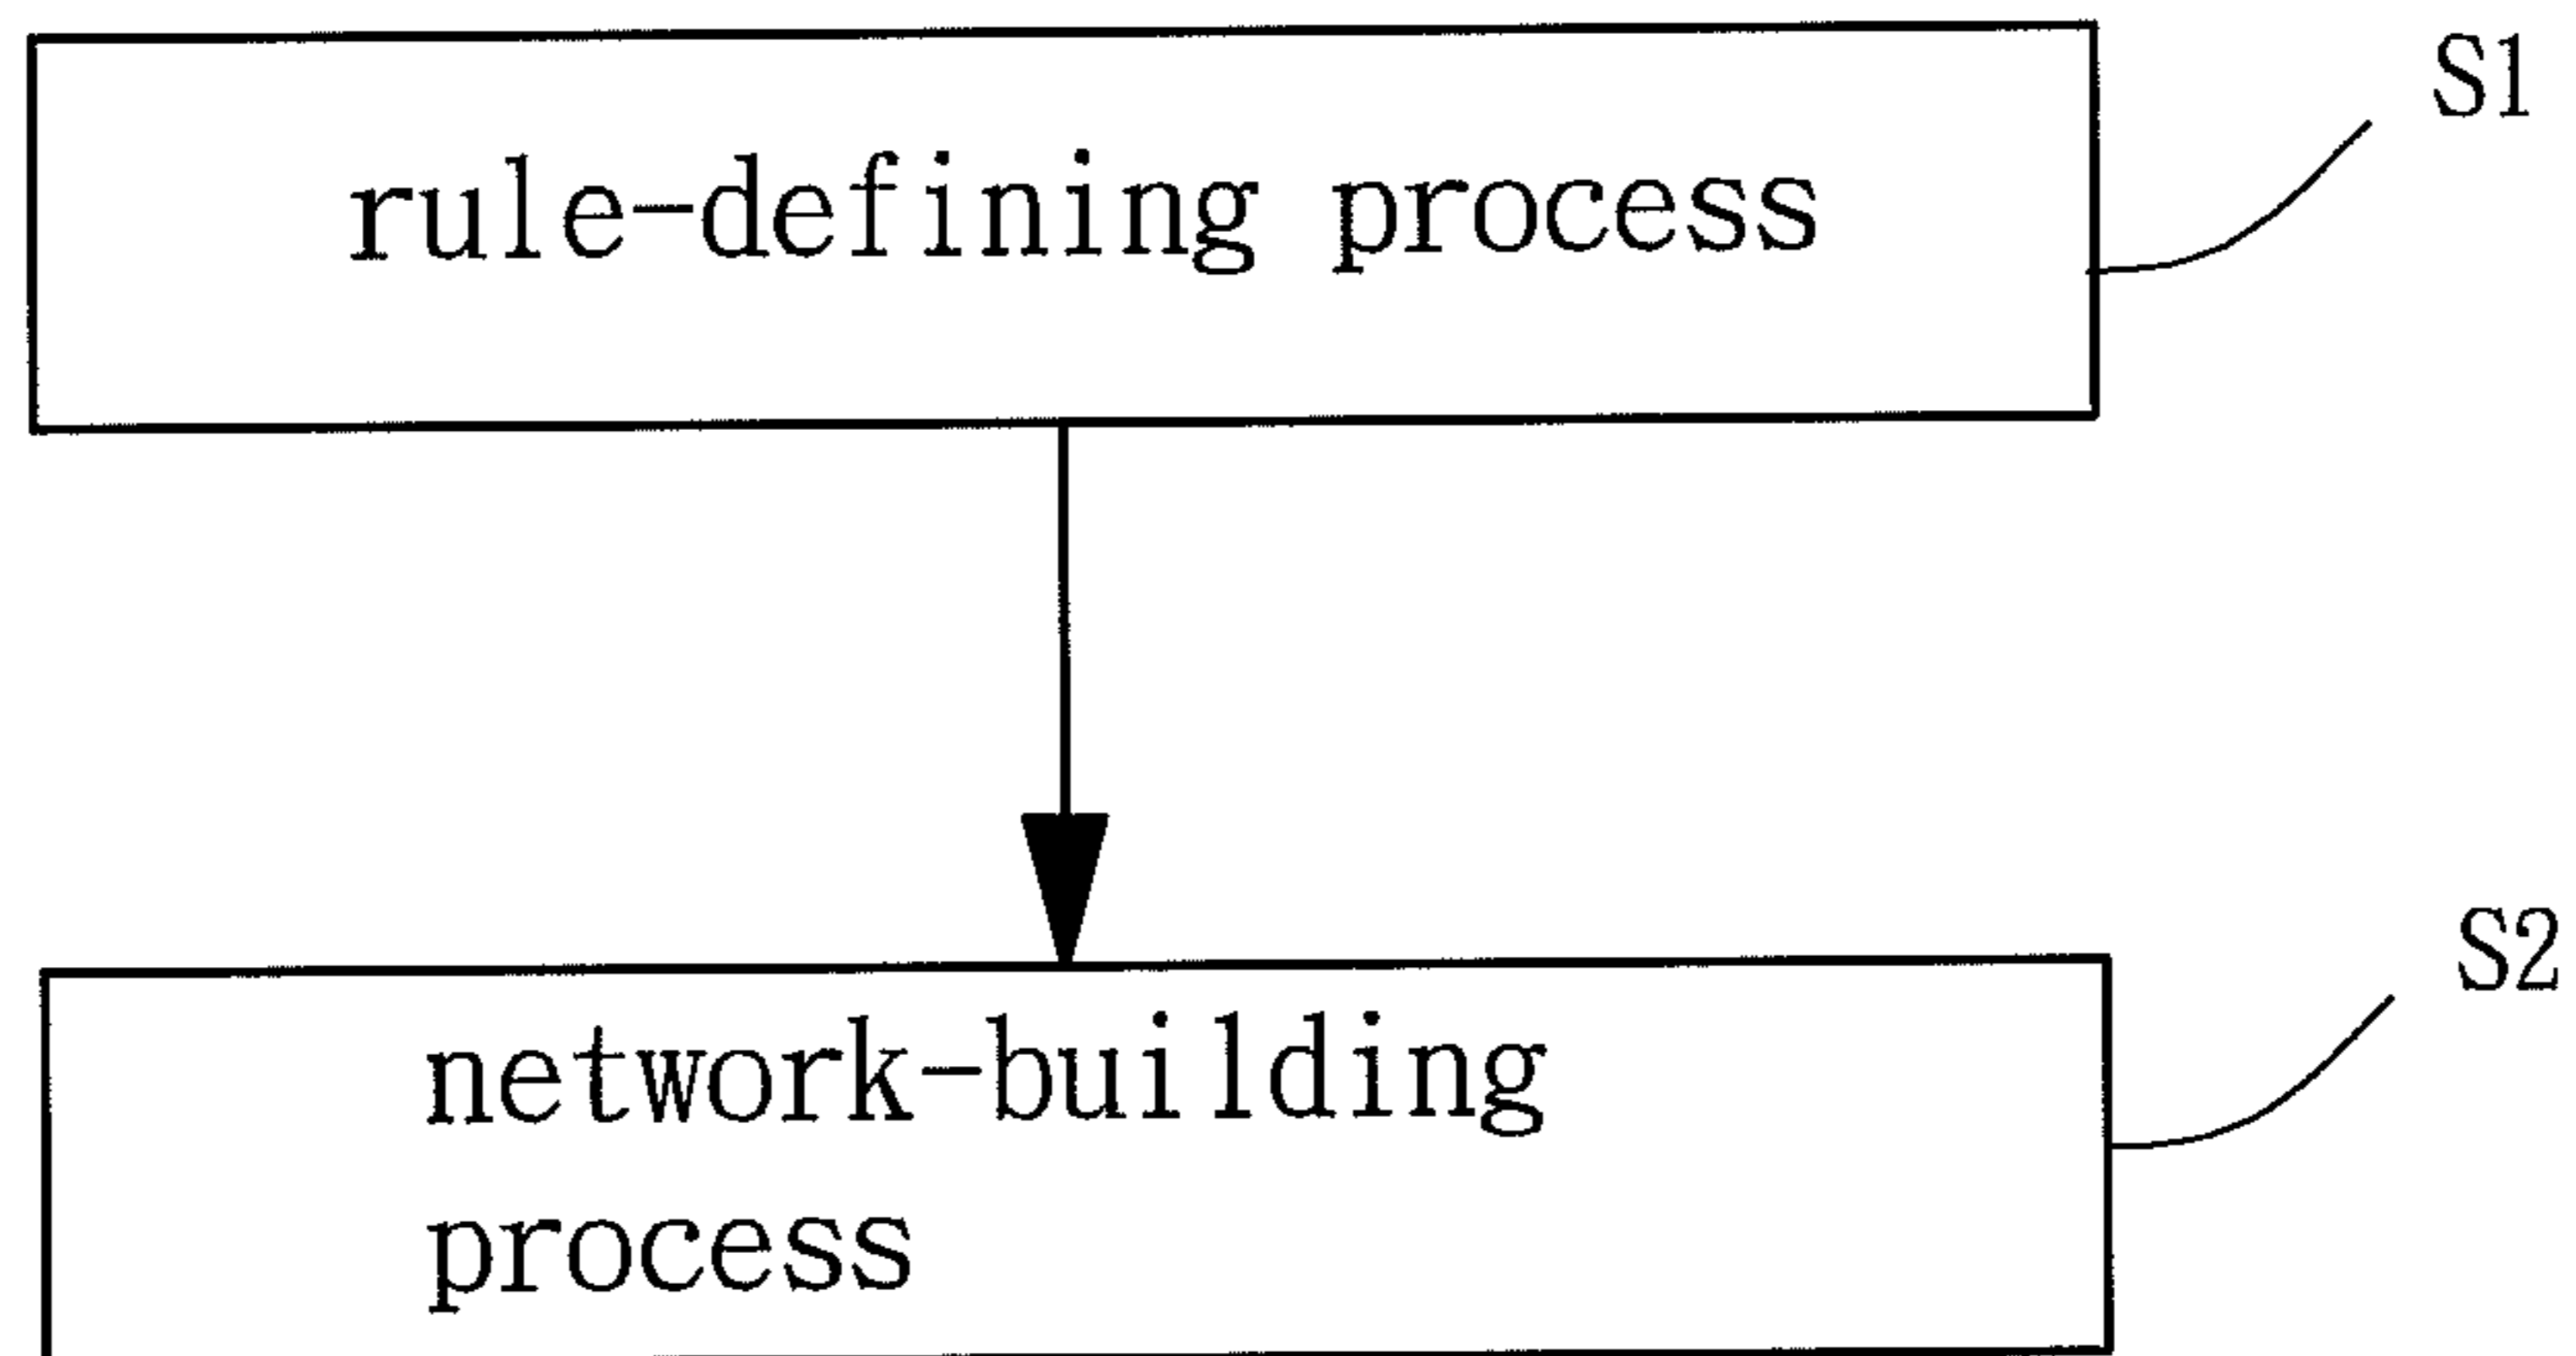 S1
rule-defining process
S2
network-building
process